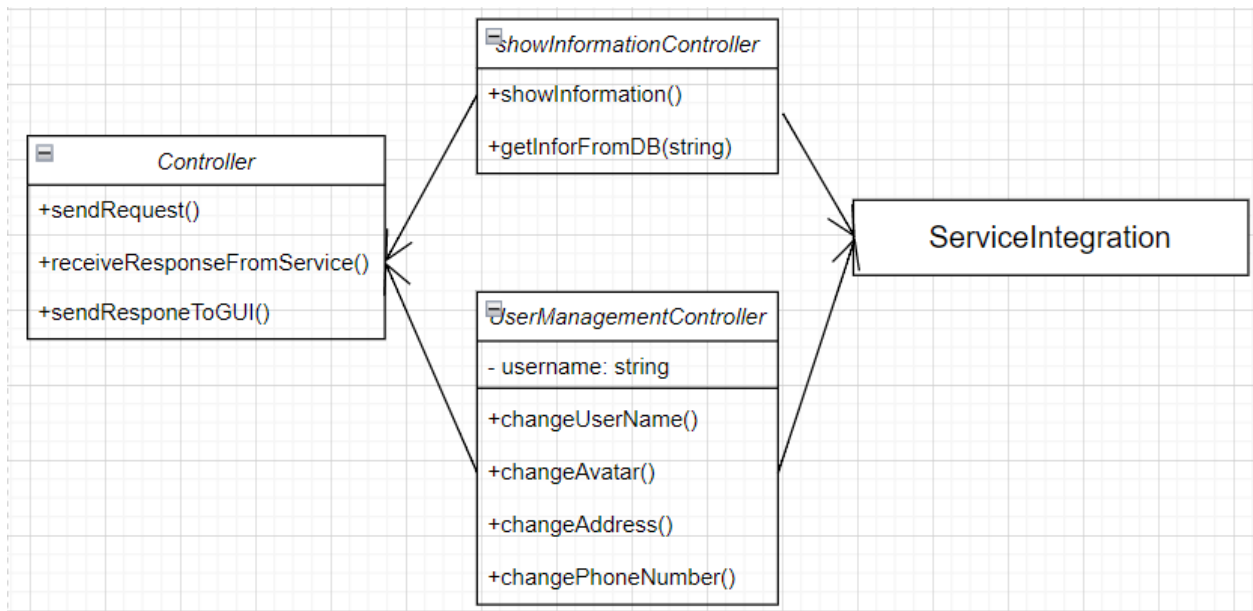 showInformationController
+showInformation()
+getInforFromDB(string)
Controller
+sendRequest()
+receiveResponseFromService()
+sendResponeToGUI()
ServiceIntegration
UserManagementController
- username: string
+changeUserName()
+changeAvatar()
+changeAddress()
+changePhoneNumber()